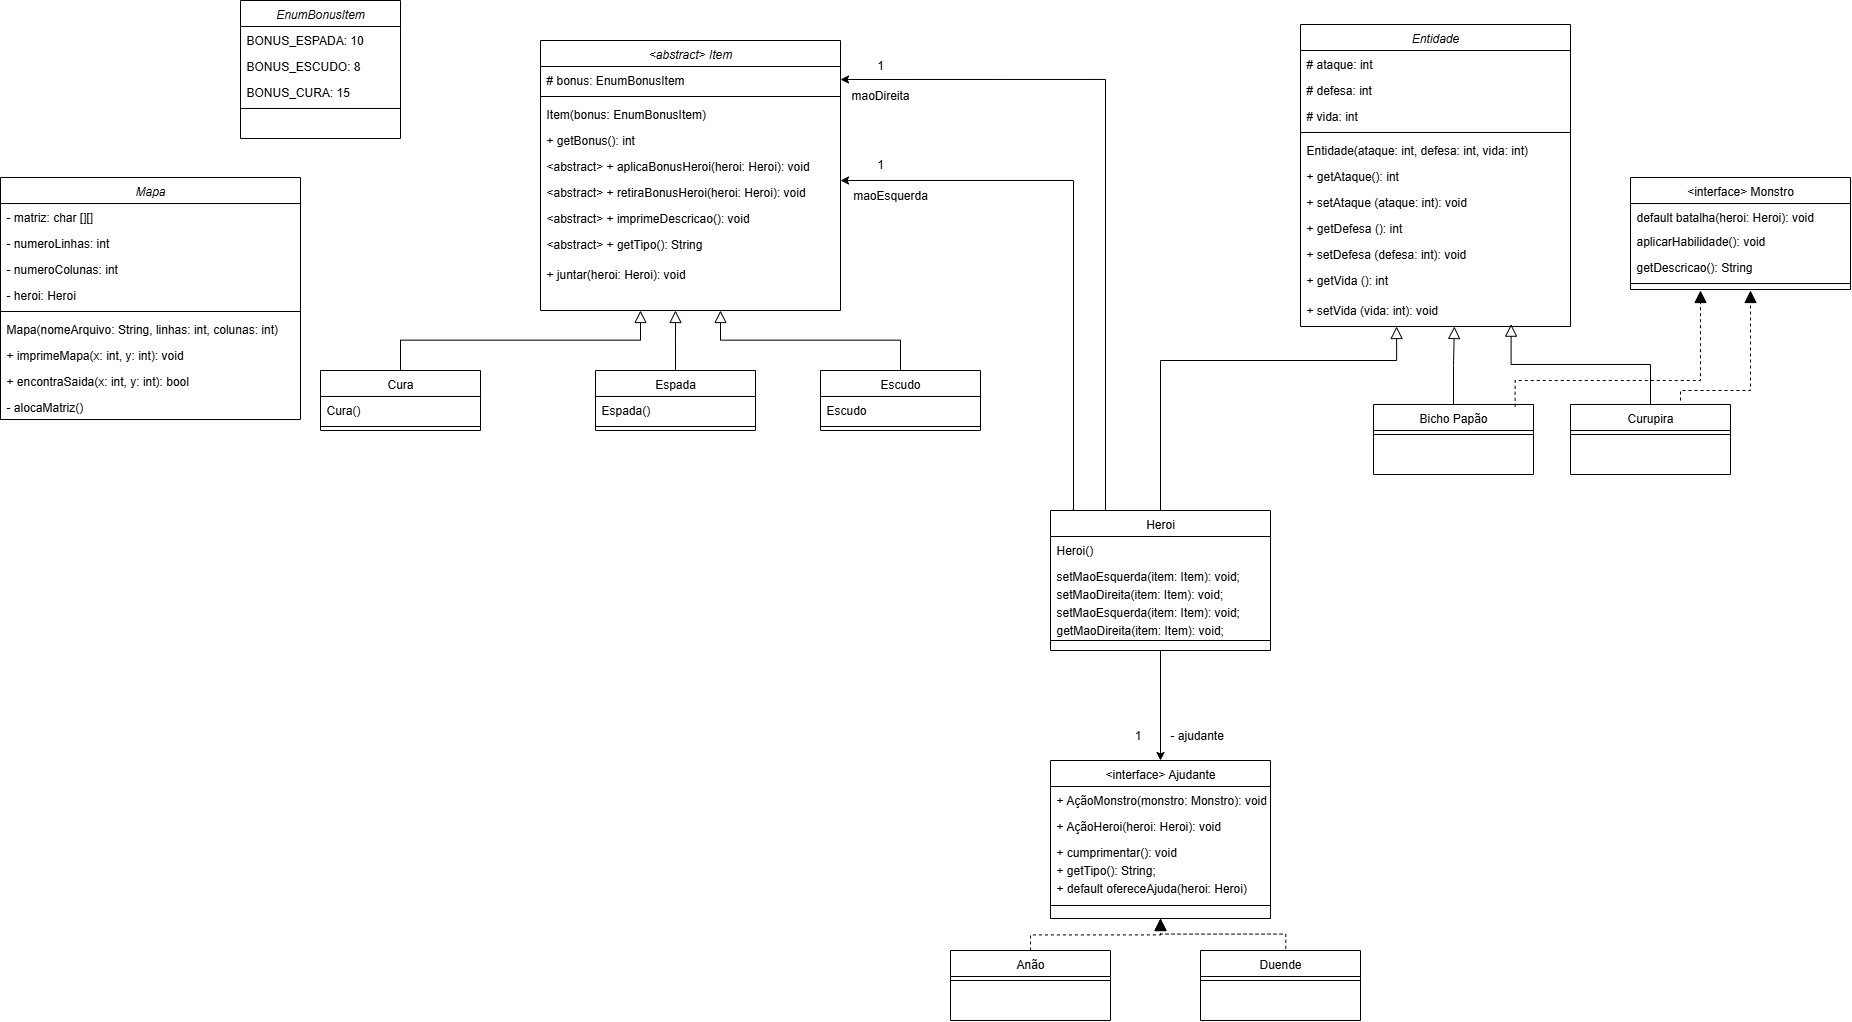 EnumBonusItem
BONUS_ESPADA: 10
BONUS_ESCUDO: 8
BONUS_CURA: 15
Mapa
- matriz: char [][]
- numeroLinhas: int
- numeroColunas: int
- heroi: Heroi
Mapa(nomeArquivo: String, linhas: int, colunas: int)
+ imprimeMapa(x: int, y: int): void
+ encontraSaida(x: int, y: int): bool
- alocaMatriz()
<abstract> Item
# bonus: EnumBonusItem
Item(bonus: EnumBonusItem)
+ getBonus(): int
<abstract> + aplicaBonusHeroi(heroi: Heroi): void
<abstract> + retiraBonusHeroi(heroi: Heroi): void
<abstract> + imprimeDescricao(): void
<abstract> + getTipo(): String
+ juntar(heroi: Heroi): void
1
maoDireita
1
maoEsquerda
Cura
Cura()
Espada
Espada()
Escudo
Escudo
Entidade
# ataque: int
# defesa: int
# vida: int
Entidade(ataque: int, defesa: int, vida: int)
+ getAtaque(): int
+ setAtaque (ataque: int): void
+ getDefesa (): int
+ setDefesa (defesa: int): void
+ getVida (): int
+ setVida (vida: int): void
<interface> Monstro
default batalha(heroi: Heroi): void
aplicarHabilidade(): void
getDescricao(): String
Bicho Papão
Curupira
Heroi
Heroi()
setMaoEsquerda(item: Item): void;
setMaoDireita(item: Item): void;
setMaoEsquerda(item: Item): void;
getMaoDireita(item: Item): void;
1
- ajudante
<interface> Ajudante
+ AçãoMonstro(monstro: Monstro): void
+ AçãoHeroi(heroi: Heroi): void
+ cumprimentar(): void
+ getTipo(): String;
+ default ofereceAjuda(heroi: Heroi)
Anão
Duende